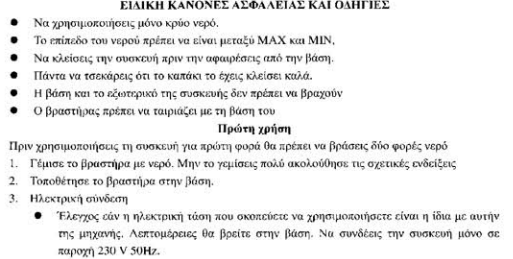 ΕΙΔΙΚΗ ΚΑΝΟΝΕΣ ΑΣΦΑΛΕΙΑΣ ΚΑΙ ΟΔΗΓΙΕΣ
● Να χρησιμοποιήσεις μόνο κρύο νερό.
● Το επίπεδο του νερού πρέπει να είναι μεταξύ MAX και MIN.
● Να κλείσεις την συσκευή πριν την αφαιρέσεις από την βάση.
● Πάντα να τσεκάρεις ότι το καπάκι το έχεις κλείσει καλά.
● Η βάση και το εξωτερικό της συσκευής δεν πρέπει να βραχούν
● Ο βραστήρας πρέπει να ταιριάζει με τη βάση του
Πρώτη χρήση
Πριν χρησιμοποιήσεις τη συσκευή για πρώτη φορά θα πρέπει να βράσεις δύο φορές νερό
1. Γέμισε το βραστήρα με νερό. Μην το γεμίσεις πολύ ακολούθησε τις σχετικές ενδείξεις
2. Τοποθέτησε το βραστήρα στην βάση.
3. Ηλεκτρική σύνδεση
● Έλεγχος εάν η ηλεκτρική τάση που σκοπεύετε να χρησιμοποιήσετε είναι η ίδια με αυτήν
της μηχανής. Λεπτομέρειες θα βρείτε στην βάση. Να συνδέεις την συσκευή μόνο σε
παροχή 230 V 50Hz.